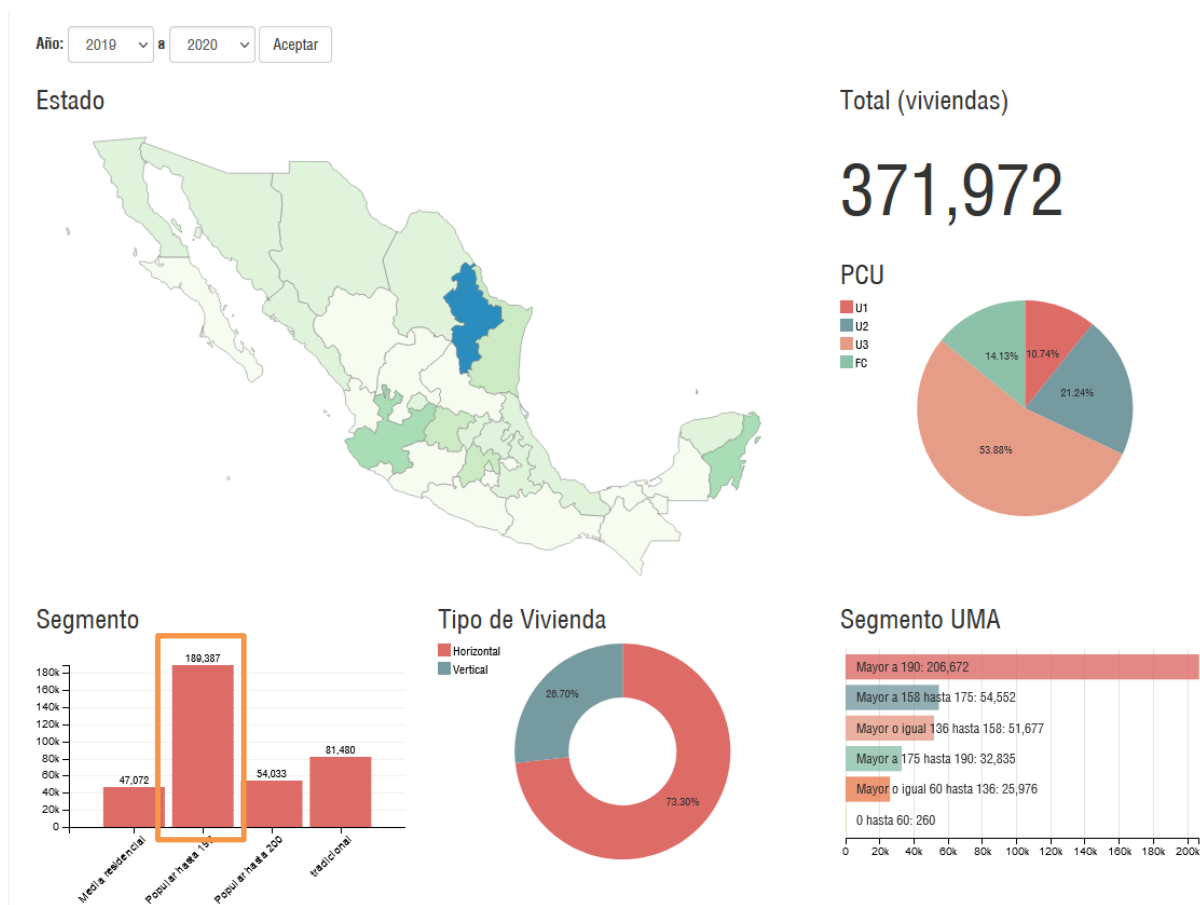 Año: 2019 a 2020 Aceptar
Estado
Total (viviendas)
371,972
PCU
U1
U2
U3
FC
14.13%
10.74%
21.24%
53.88%
Segmento
189,387
47,072
54,033
81,480
180k
160k
140k
120k
100k
80k
60k
40k
20k
0
Media residencial
Popular hasta
Popular hasta 200
tradicional
Tipo de Vivienda
Horizontal
Vertical
26.70%
73.30%
Segmento UMA
Mayor a 190: 206,672
Mayor a 158 hasta 175: 54,552
Mayor o igual 136 hasta 158: 51,677
Mayor a 175 hasta 190: 32,835
Mayor o igual 60 hasta 136: 25,976
0 hasta 60: 260
0 20k 40k 60k 80k 100k 120k 140k 160k 180k 200k